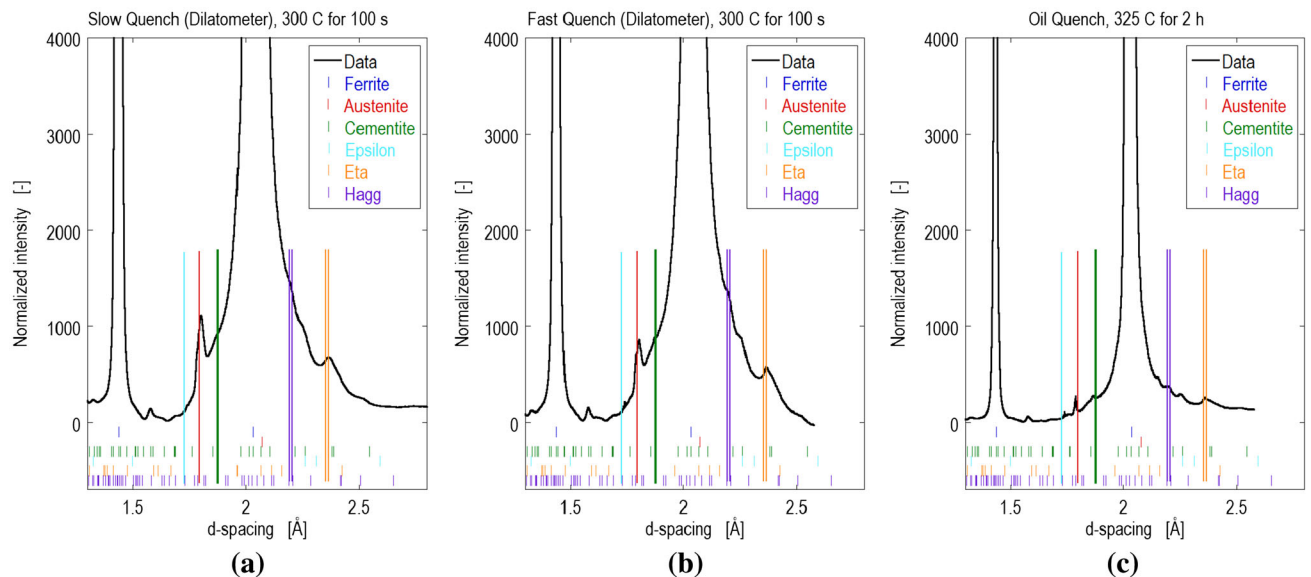 Slow Quench (Dilatometer), 300 C for 100 s
4000
3000
2000
1000
0
Normalized intensity [-]
Data
Ferrite
Austenite
Cementite
Epsilon
Eta
Hagg
1.5
2
2.5
d-spacing [Å]
(a)
Fast Quench (Dilatometer), 300 C for 100 s
4000
3000
2000
1000
0
Normalized intensity [-]
Data
Ferrite
Austenite
Cementite
Epsilon
Eta
Hagg
1.5
2
2.5
d-spacing [Å]
(b)
Oil Quench, 325 C for 2 h
4000
3000
2000
1000
0
Normalized intensity [-]
Data
Ferrite
Austenite
Cementite
Epsilon
Eta
Hagg
1.5
2
2.5
d-spacing [Å]
(c)